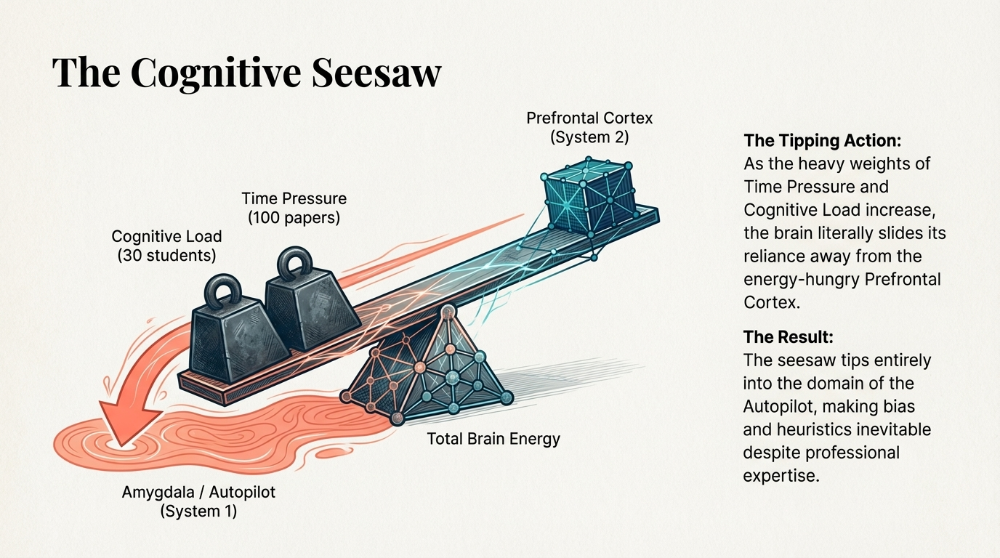 The Cognitive Seesaw
Prefrontal Cortex
(System 2)
Time Pressure
(100 papers)
Cognitive Load
(30 students)
Total Brain Energy
Amygdala / Autopilot
(System 1)
The Tipping Action:
As the heavy weights of
Time Pressure and
Cognitive Load increase,
the brain literally slides its
reliance away from the
energy-hungry Prefrontal
Cortex.
The Result:
The seesaw tips entirely
into the domain of the
Autopilot, making bias
and heuristics inevitable
despite professional
expertise.